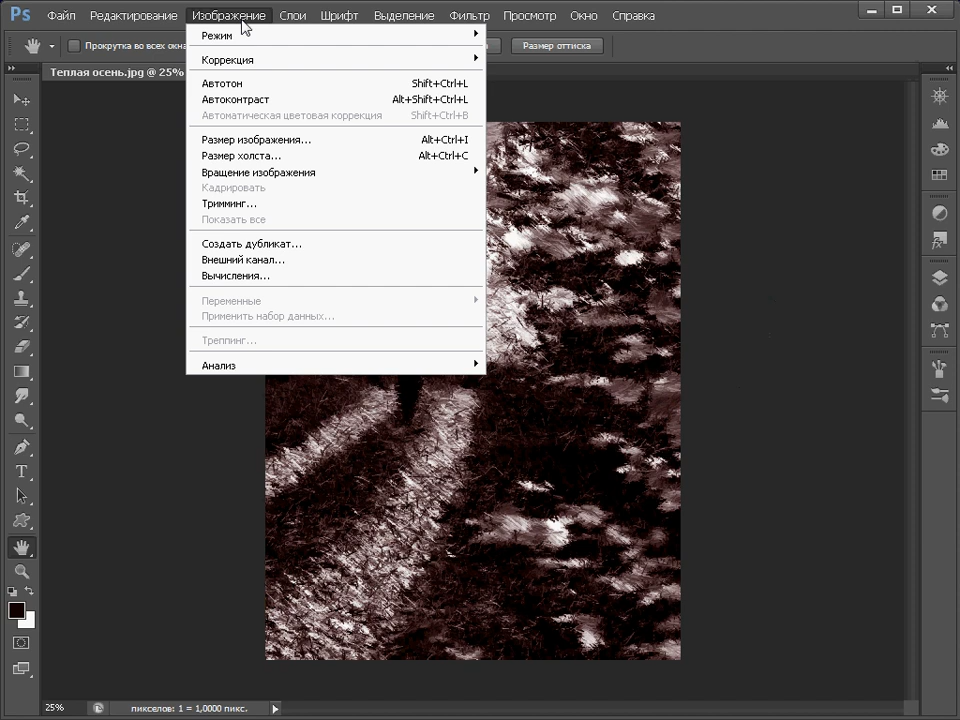 Ps Файл Редактирование Изображение Слои Шрифт Выделение Фильтр Просмотр Окно Справка
Прокрутка во всех Размер оттиска
Теплая осень.jpg @ 25%
Режим
Коррекция
Автотон Shift+Ctrl+L
Автоконтраст Alt+Shift+Ctrl+L
Автоматическая цветовая коррекция Shift+Ctrl+B
Размер изображения... Alt+Ctrl+I
Размер холста... Alt+Ctrl+C
Вращение изображения
Кадрировать
Тримминг...
Показать все
Создать дубликат...
Внешний канал...
Вычисления...
Переменные
Применить набор данных...
Треппинг...
Анализ
T
25% пикселов: 1 = 1,0000 пикс.